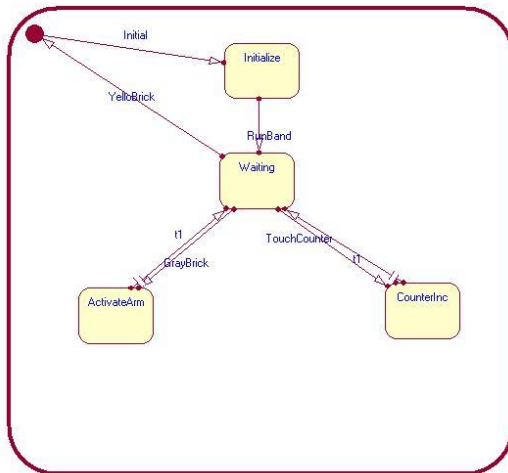 Initial
Initialize
YelloBrick
RunBand
Waiting
t1
TouchCounter
GrayBrick
t1
ActivateArm
CounterInc